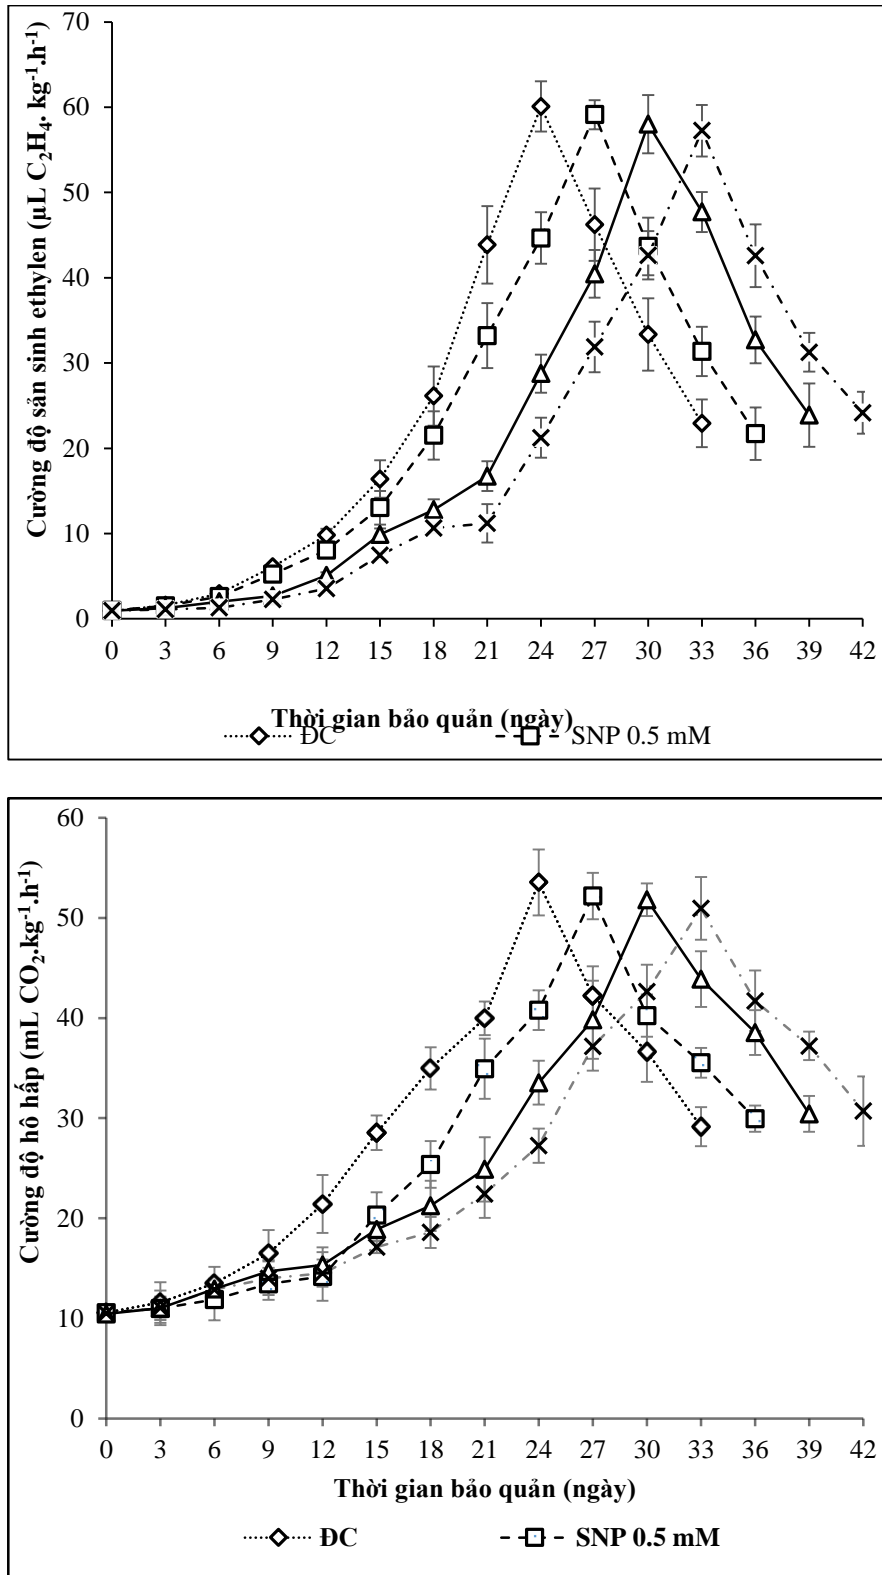 Cường độ sản sinh ethylen (µL C₂H₄. kg⁻¹.h⁻¹)
70
60
50
40
30
20
10
0
0 3 6 9 12 15 18 21 24 27 30 33 36 39 42
Thời gian bảo quản (ngày)
ĐC SNP 0.5 mM
Cường độ hô hấp (mL CO₂.kg⁻¹.h⁻¹)
60
50
40
30
20
10
0
0 3 6 9 12 15 18 21 24 27 30 33 36 39 42
Thời gian bảo quản (ngày)
ĐC SNP 0.5 mM